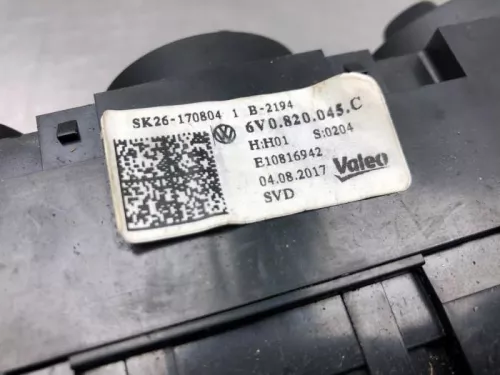 SK26-170804 1 B-2194
6V0.820.045.C
H:H01 S:0204
E10816942
04.08.2017
SVD
Valeo